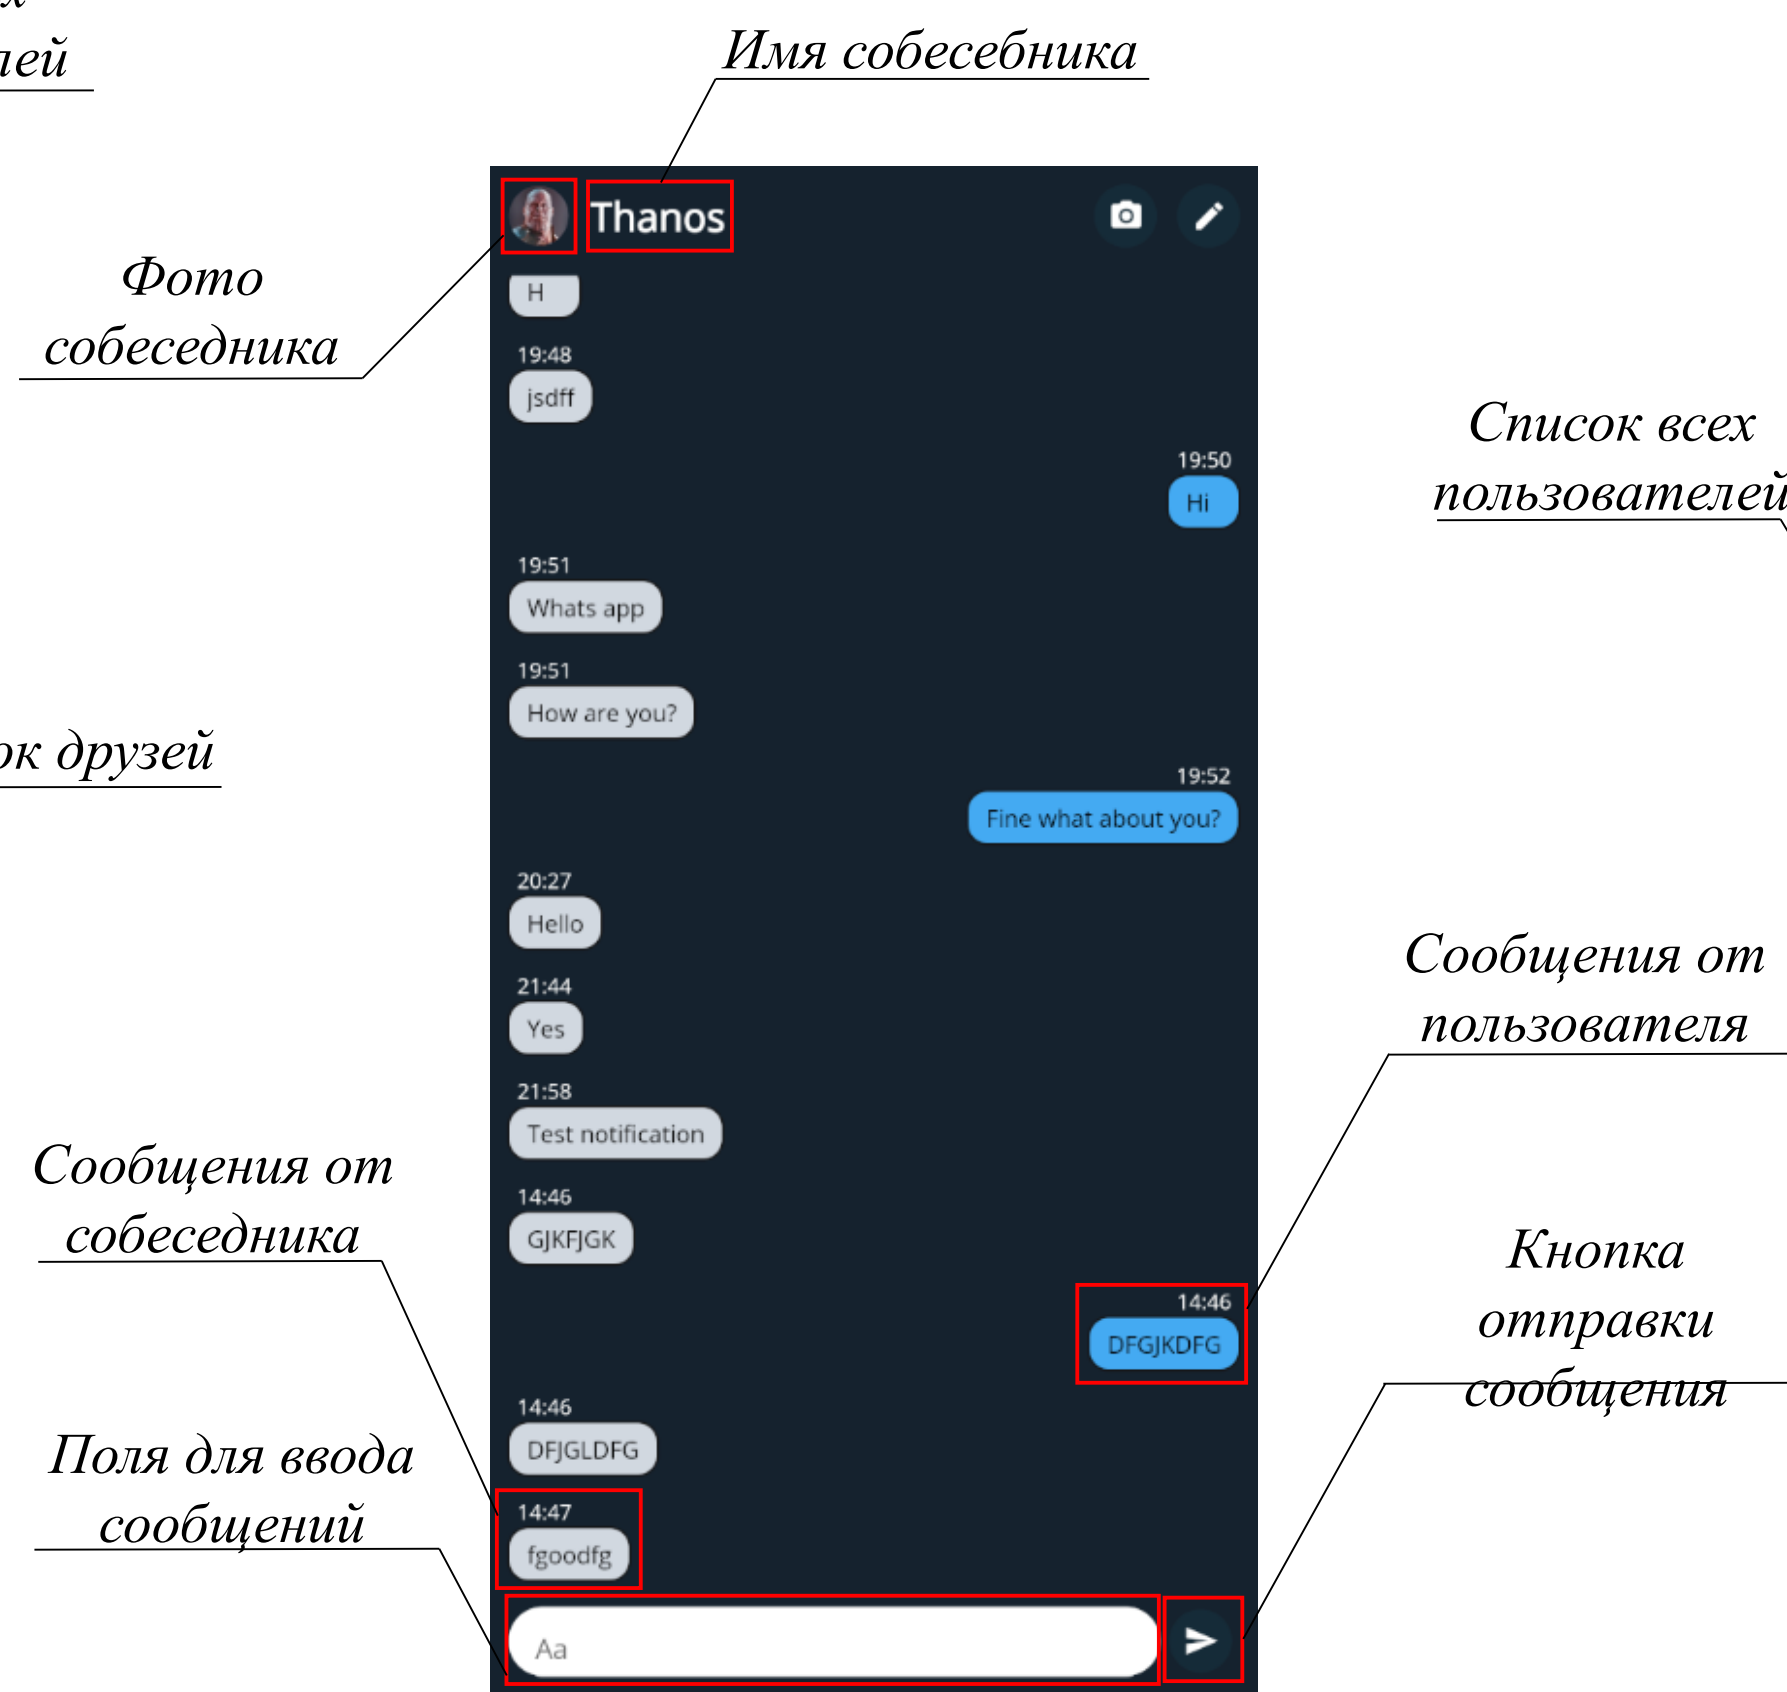 Имя собесебника
Фото
собеседника
Список всех
пользователей
друзей
Сообщения от
пользователя
Сообщения от
собеседника
Кнопка
отправки
сообщения
Поля для ввода
сообщений
Thanos
H
19:48
jsdff
19:50
Hi
19:51
Whats app
19:51
How are you?
19:52
Fine what about you?
20:27
Hello
21:44
Yes
21:58
Test notification
14:46
GJKFJGK
14:46
DFGJKDFG
14:46
DFJGLDFG
14:47
fgoodfg
Aa